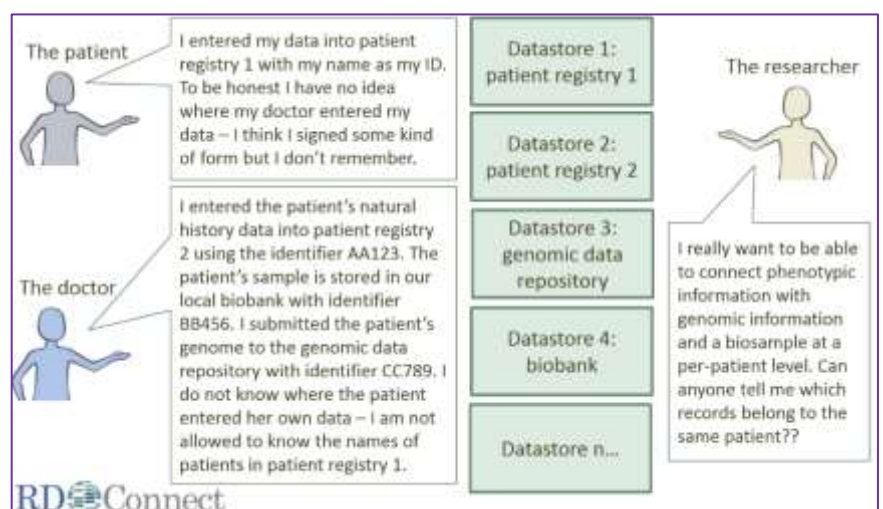 The patient
I entered my data into patient
registry 1 with my name as my ID.
To be honest I have no idea
where my doctor entered my
data – I think I signed some kind
of form but I don't remember.
The doctor
I entered the patient's natural
history data into patient registry
2 using the identifier AA123. The
patient's sample is stored in our
local biobank with identifier
BB456. I submitted the patient's
genome to the genomic data
repository with identifier CC789. I
do not know where the patient
entered her own data – I am not
allowed to know the names of
patients in patient registry 1.
Datastore 1:
patient registry 1
Datastore 2:
patient registry 2
Datastore 3:
genomic data
repository
Datastore 4:
biobank
Datastore n...
The researcher
I really want to be able
to connect phenotypic
information with
genomic information
and a biosample at a
per-patient level. Can
anyone tell me which
records belong to the
same patient??
RD Connect